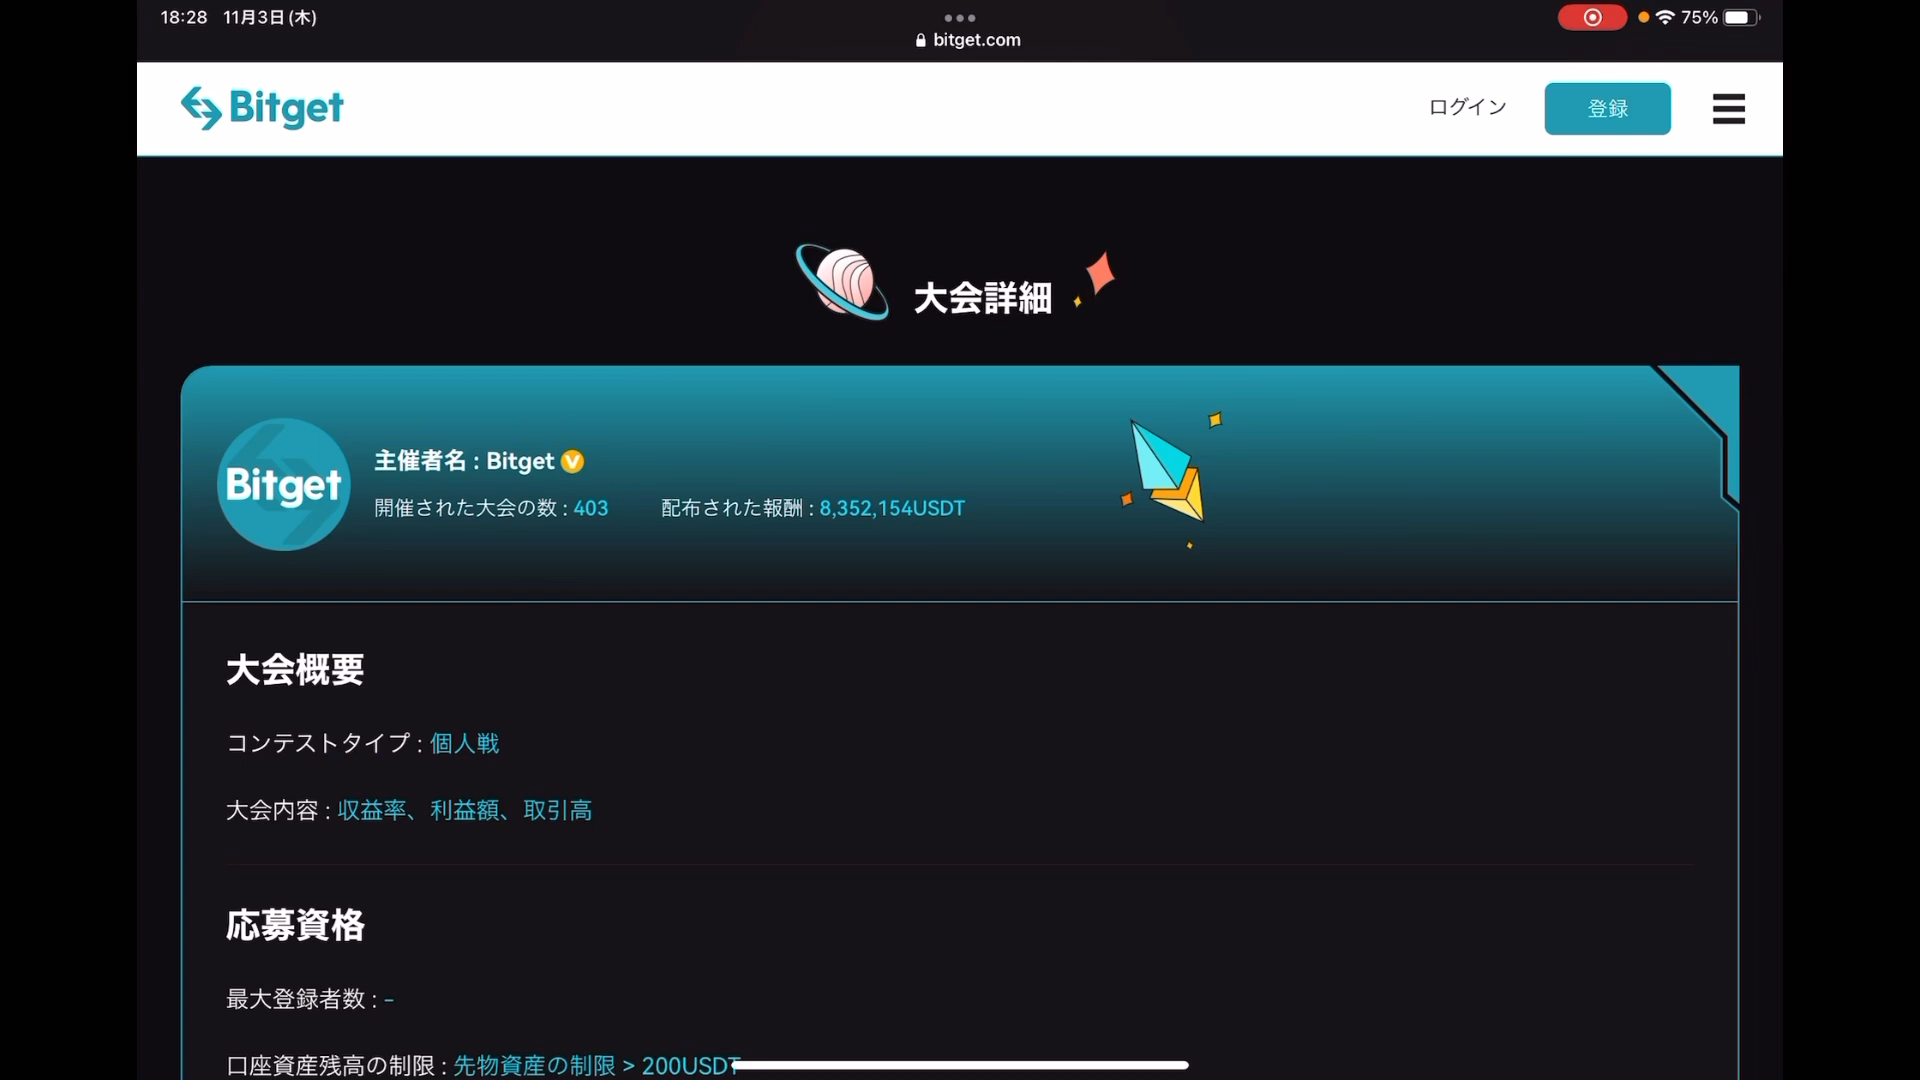 18:28 11月3日(木)
75%
bitget.com
Bitget
ログイン
登録
大会詳細
Bitget
主催者名 : Bitget
開催された大会の数 : 403 配布された報酬 : 8,352,154USDT
大会概要
コンテストタイプ : 個人戦
大会内容 : 収益率、利益額、取引高
応募資格
最大登録者数 : -
口座資産残高の制限 : 先物資産の制限 > 200USDT